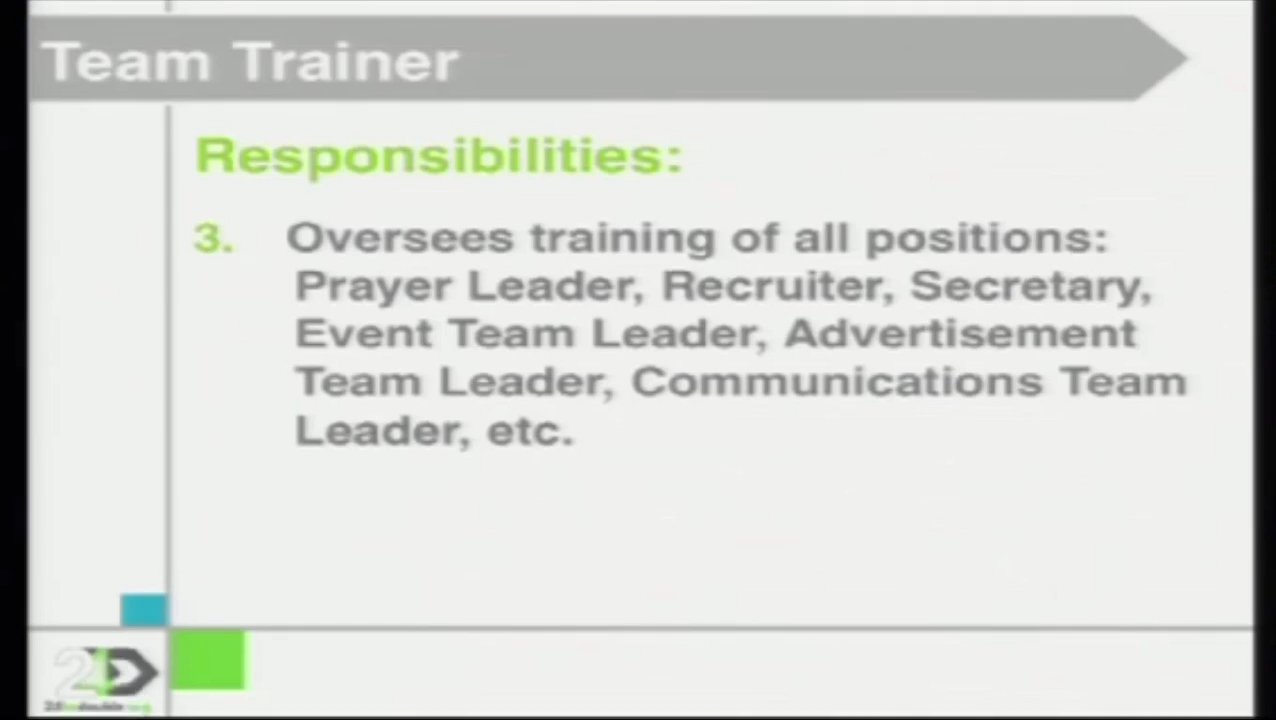 Team Trainer
Responsibilities:
3. Oversees training of all positions:
Prayer Leader, Recruiter, Secretary,
Event Team Leader, Advertisement
Team Leader, Communications Team
Leader, etc.